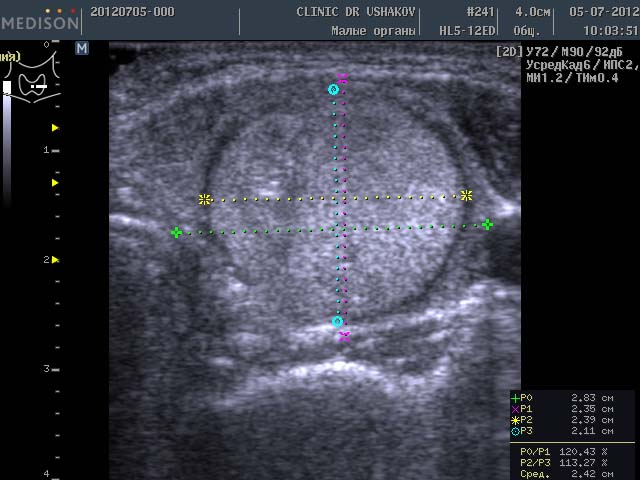 MEDISON
20120705-000
CLINIC DR USHAKOV
#241
4.0см
05-07-2012
Малые органы
HL5-12ED
Общ.
10:03:51
M
[2D] У72/М90/92дБ
УсредКад6/ИПС2,
МИ1.2/ТИм0.4
ия)
0
1
2
3
4
P0 2.83 см
P1 2.35 см
P2 2.39 см
P3 2.11 см
P0/P1 120.43 %
P2/P3 113.27 %
Сред. 2.42 см